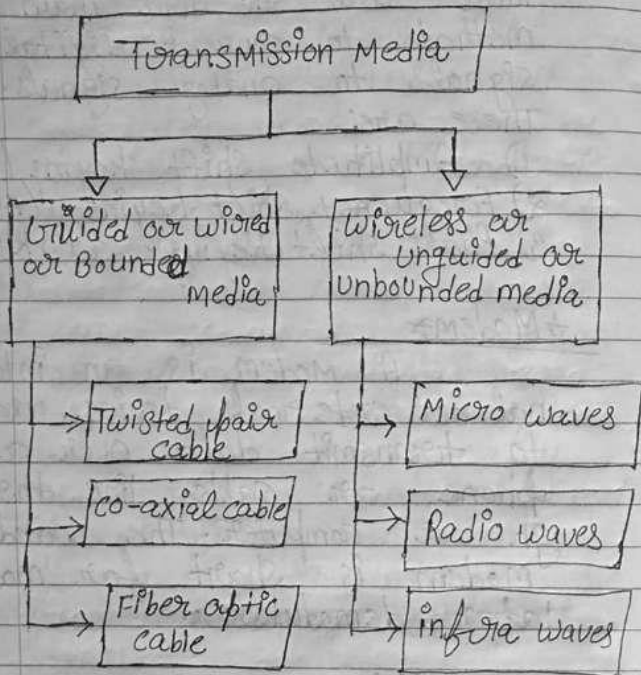 Transmission Media
Guided or wired
or Bounded
media
Wireless or
unguided or
unbounded media
Twisted pair
cable
Micro waves
co-axial cable
Radio waves
Fiber optic
cable
infra waves